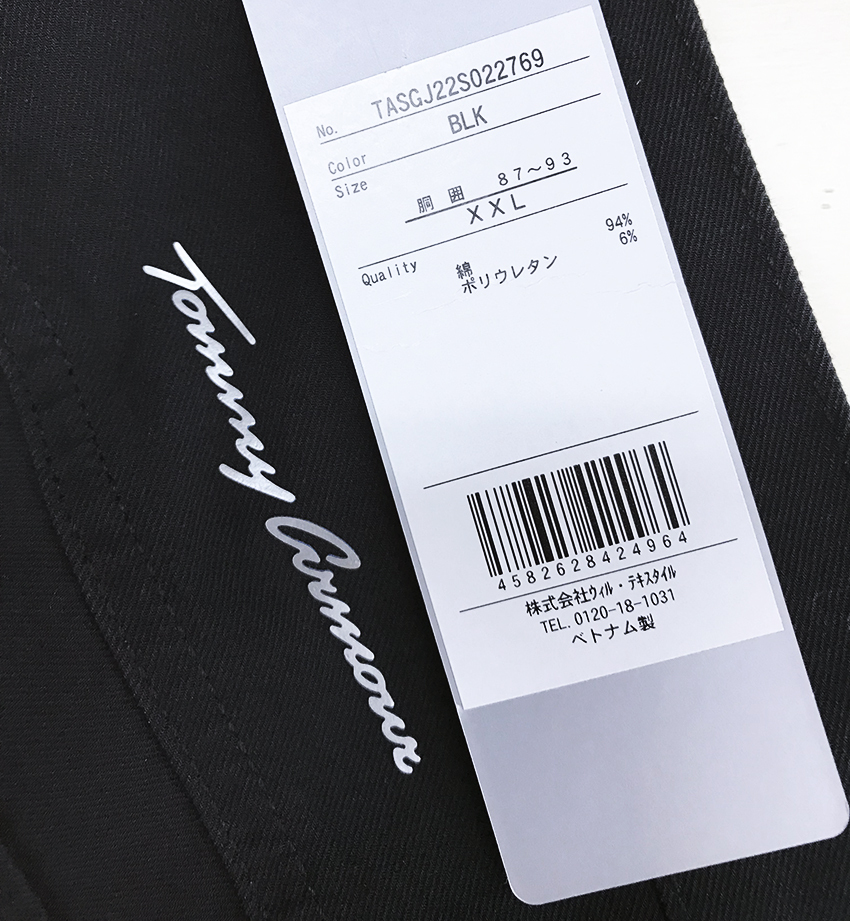 No. TASGJ22S022769
Color BLK
Size
胴囲 87～93
XXL
Quality 綿 94%
ポリウレタン 6%
4582628424964
株式会社ウィル・テキスタイル
TEL. 0120-18-1031
ベトナム製
Tommy Armour